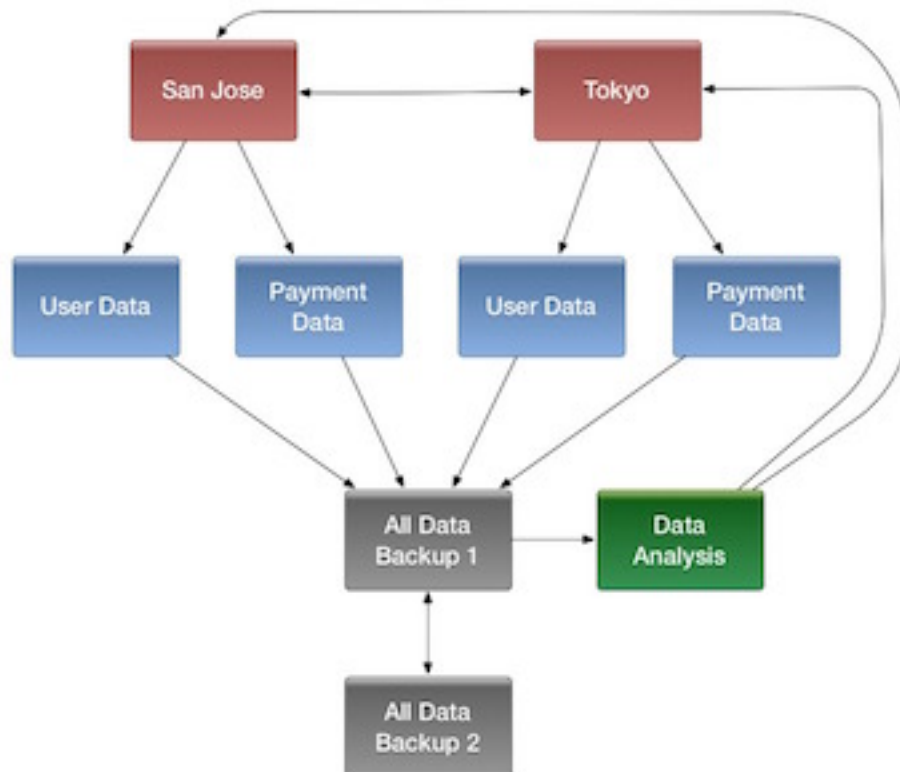 San Jose
Tokyo
User Data
Payment
Data
User Data
Payment
Data
All Data
Backup 1
Data
Analysis
All Data
Backup 2